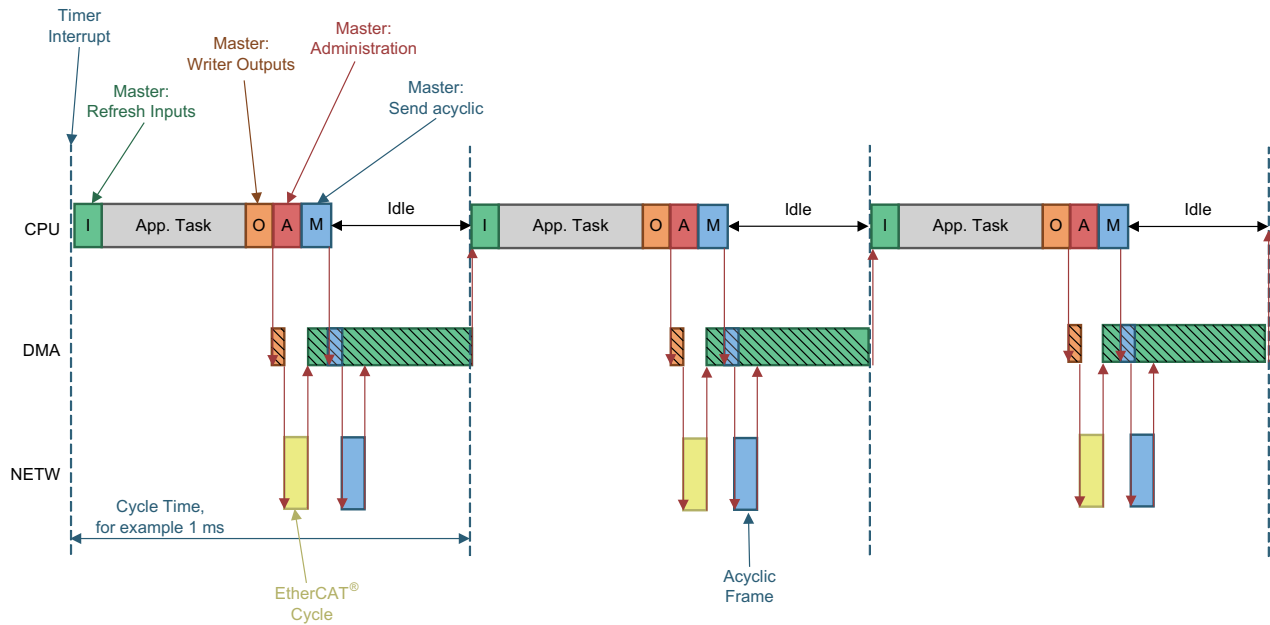 Timer
Interrupt
Master:
Writer Outputs
Master:
Administration
Master:
Refresh Inputs
Master:
Send acyclic
CPU
I
App. Task
O
A
M
Idle
I
App. Task
O
A
M
Idle
I
App. Task
O
A
M
Idle
DMA
NETW
Cycle Time,
for example 1 ms
EtherCAT®
Cycle
Acyclic
Frame